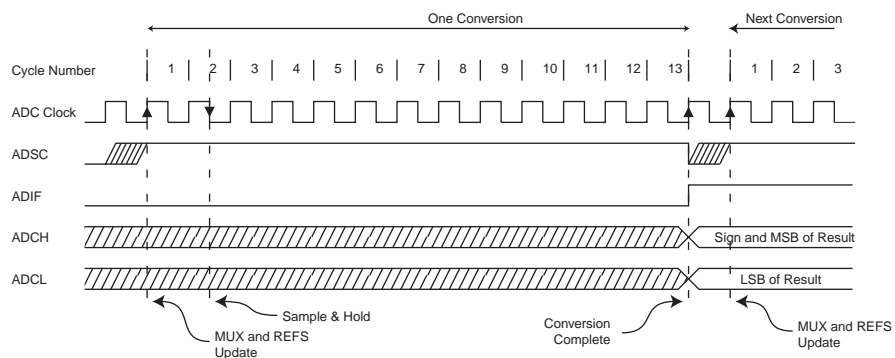 One Conversion
Next Conversion
Cycle Number 1 2 3 4 5 6 7 8 9 10 11 12 13 1 2 3
ADC Clock
ADSC
ADIF
ADCH
Sign and MSB of Result
ADCL
LSB of Result
Sample & Hold
MUX and REFS
Update
Conversion
Complete
MUX and REFS
Update